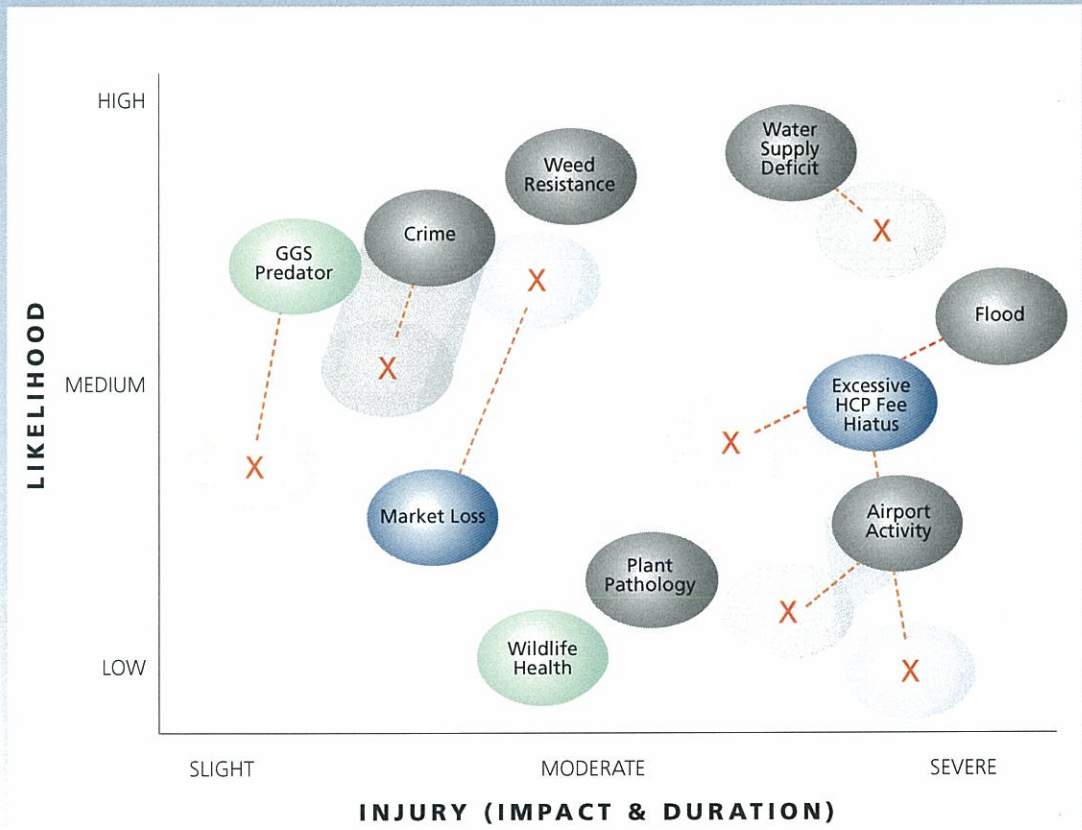 HIGH
Water
Supply
Deficit
Weed
Resistance
Crime
GGS
Predator
X
X
Flood
LIKELIHOOD
MEDIUM
X
Excessive
HCP Fee
Hiatus
X
X
Market Loss
Airport
Activity
Plant
Pathology
X
Wildlife
Health
LOW
X
SLIGHT
MODERATE
SEVERE
INJURY (IMPACT & DURATION)